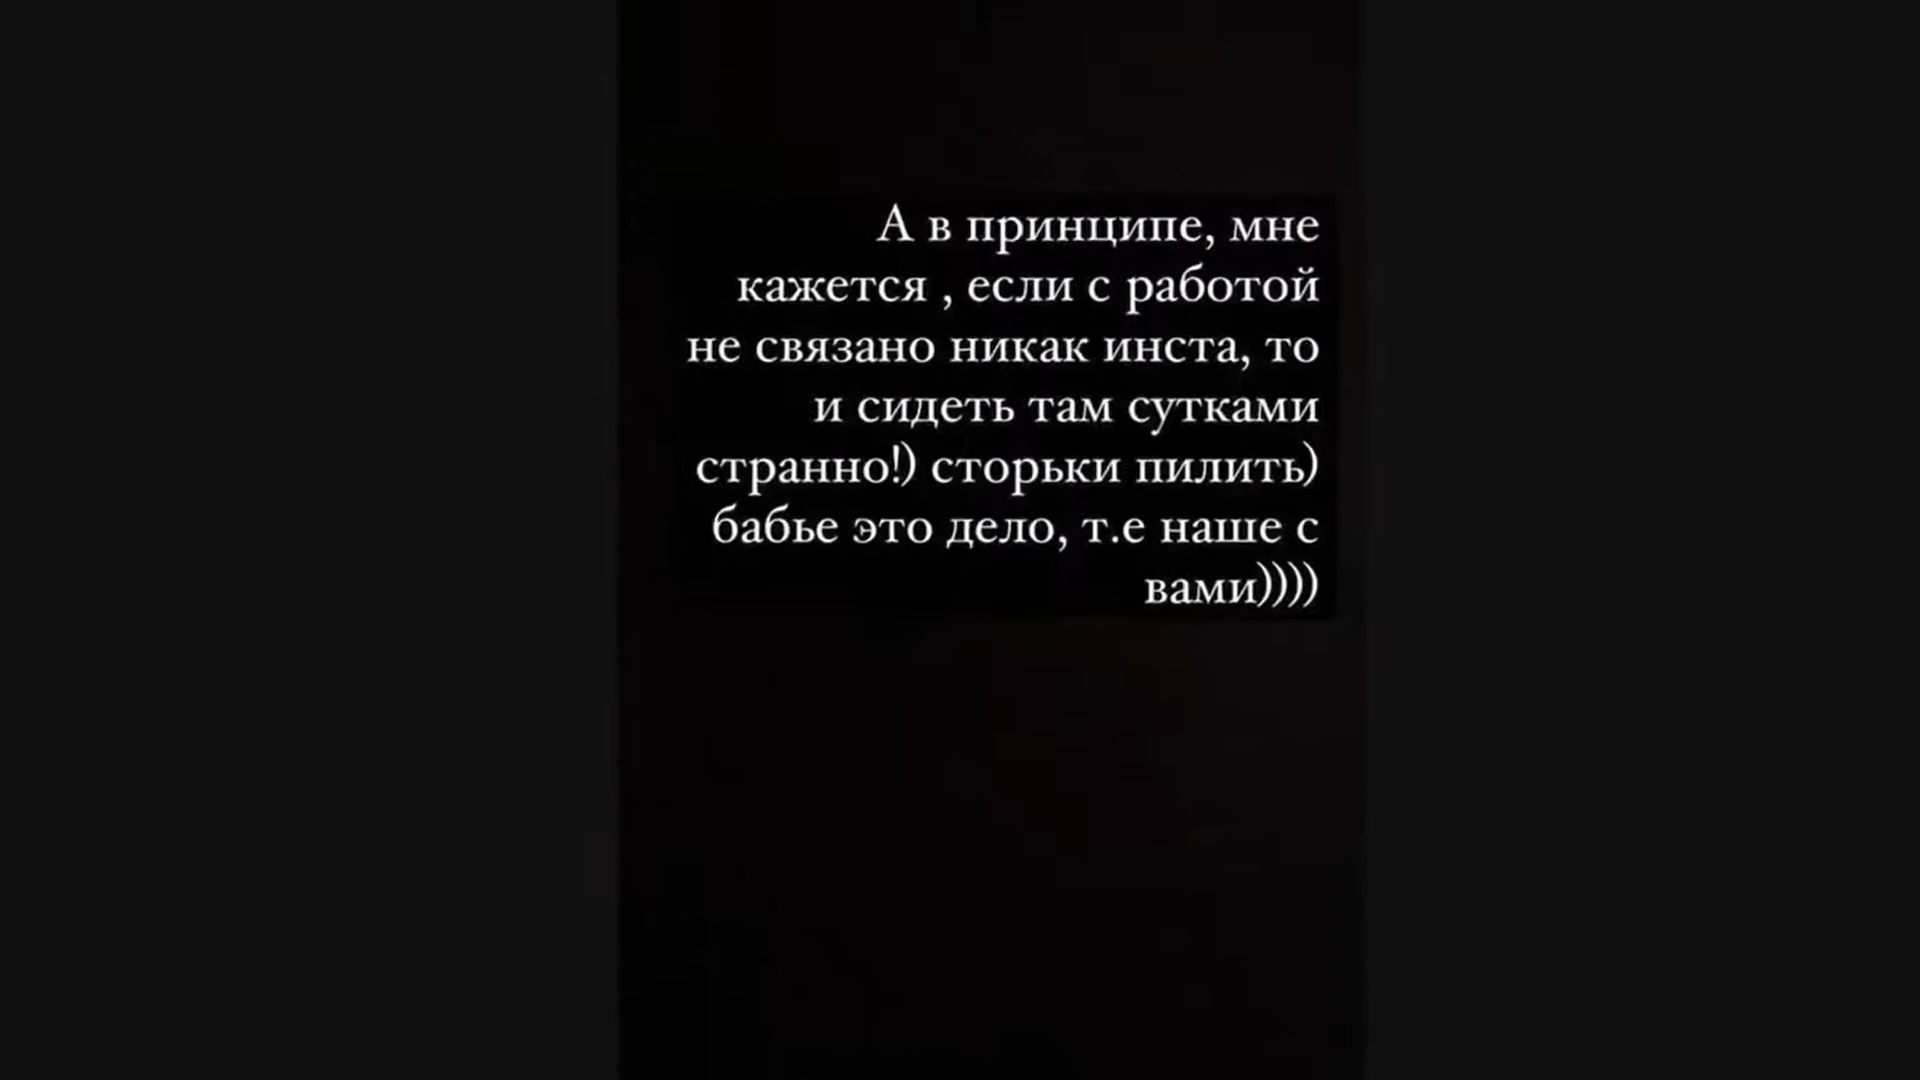 А в принципе, мне
кажется , если с работой
не связано никак инста, то
и сидеть там сутками
странно!) сторьки пилить)
бабье это дело, т.е наше с
вами))))